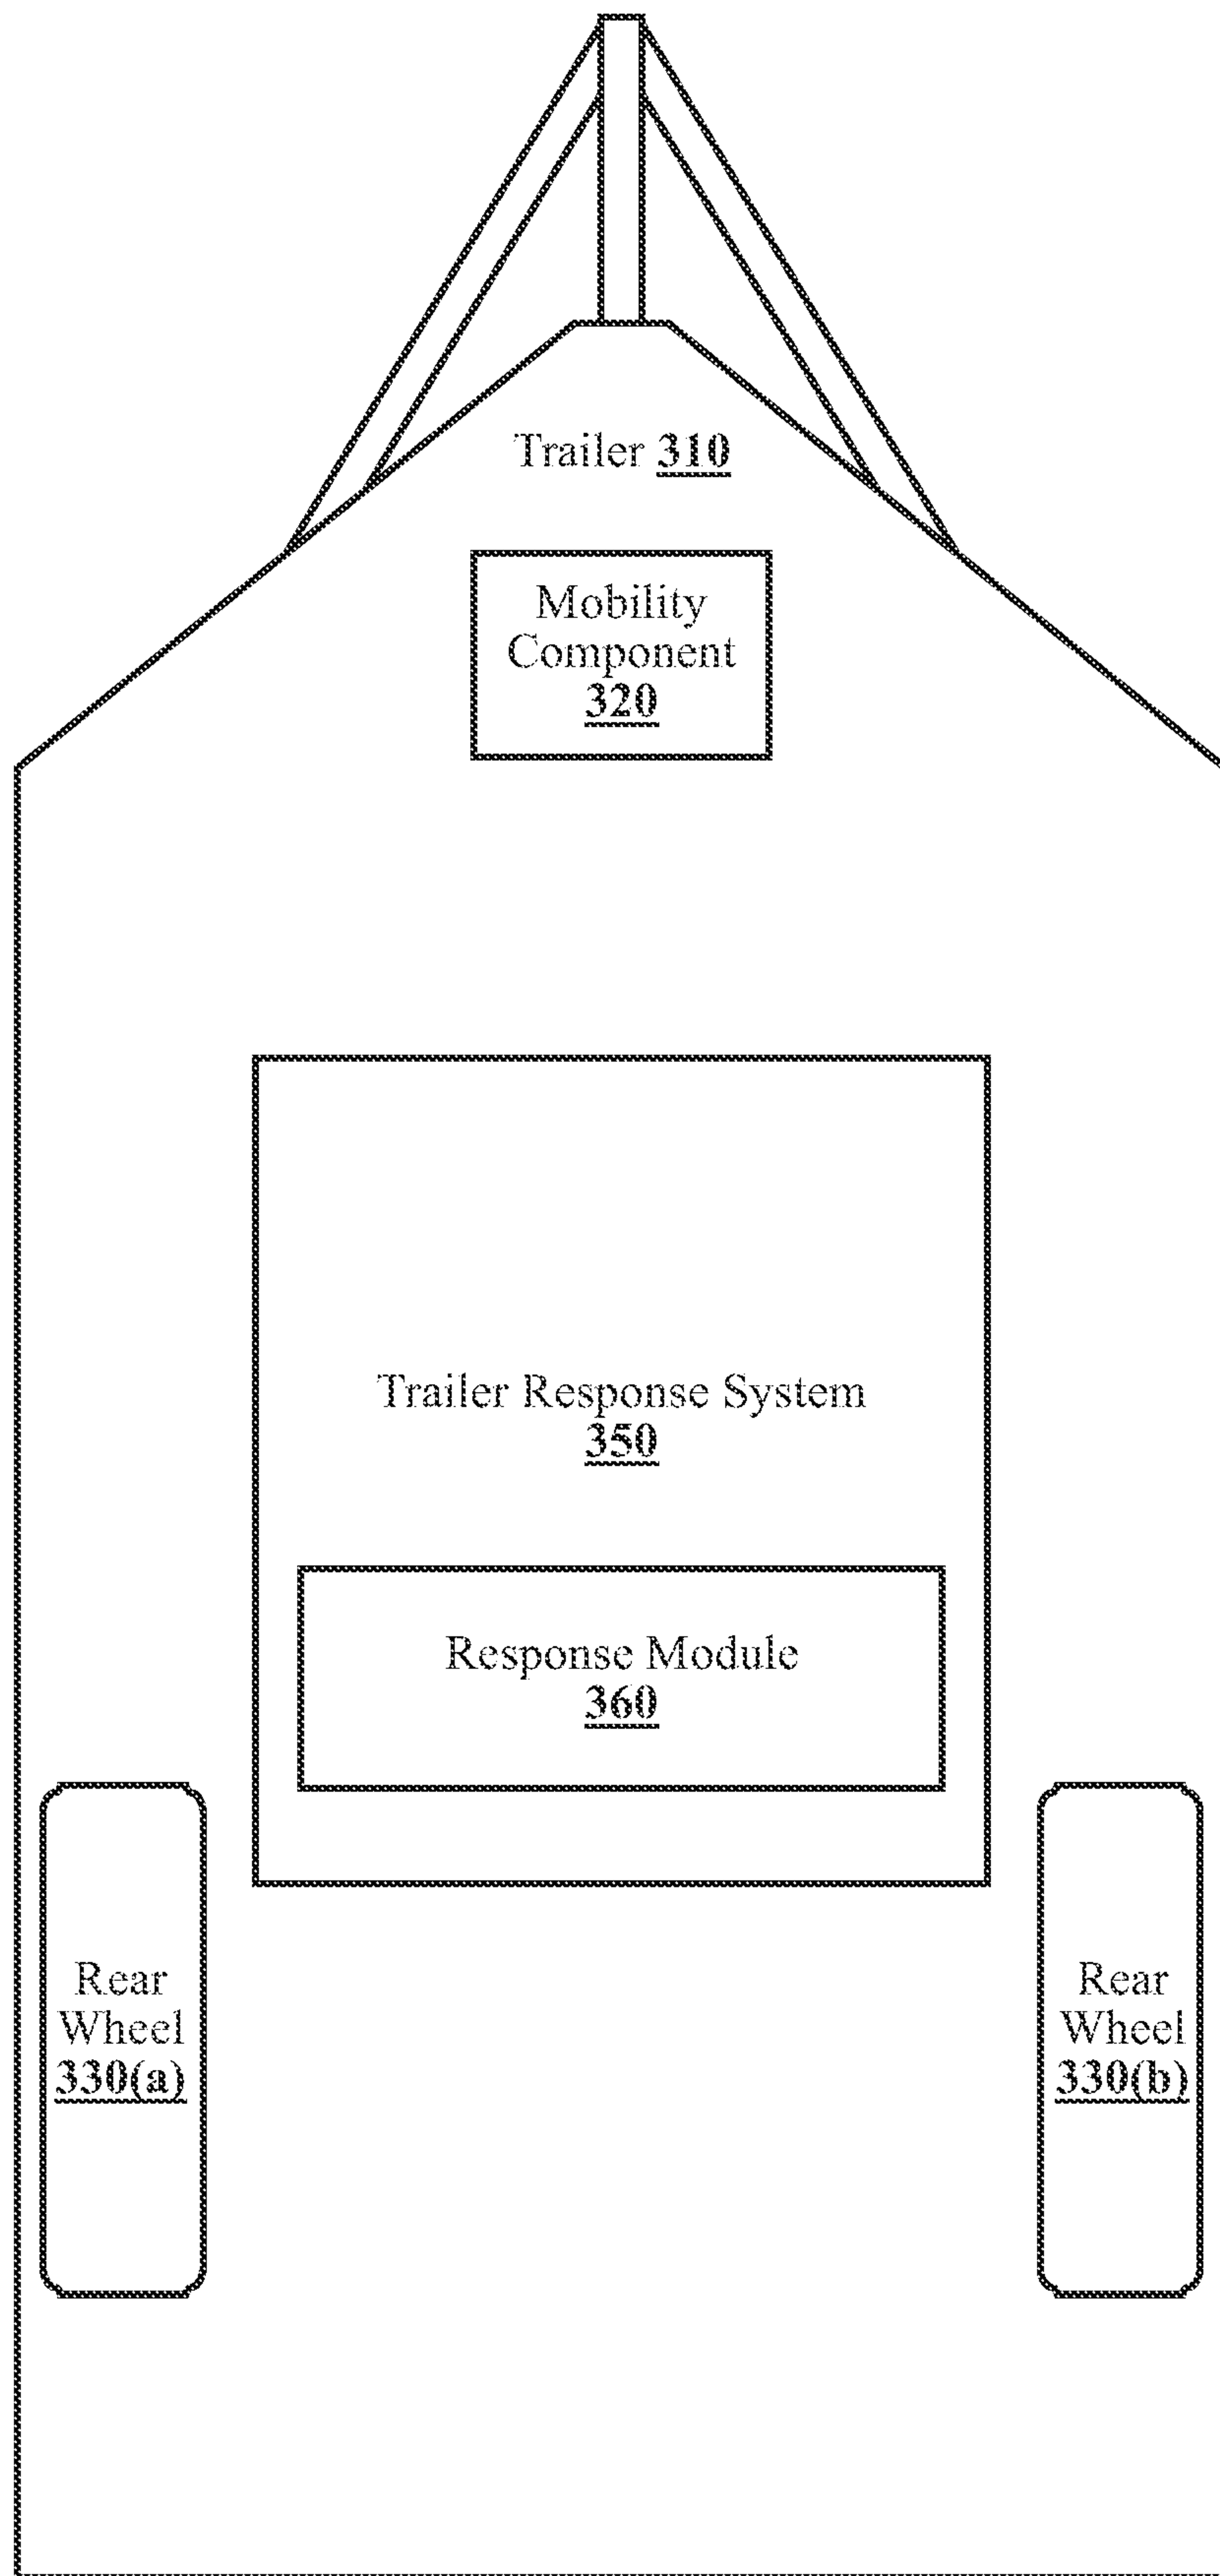 Trailer 310
Mobility
Component
320
Trailer Response System
350
Response Module
360
Rear
Wheel
330(a)
Rear
Wheel
330(b)